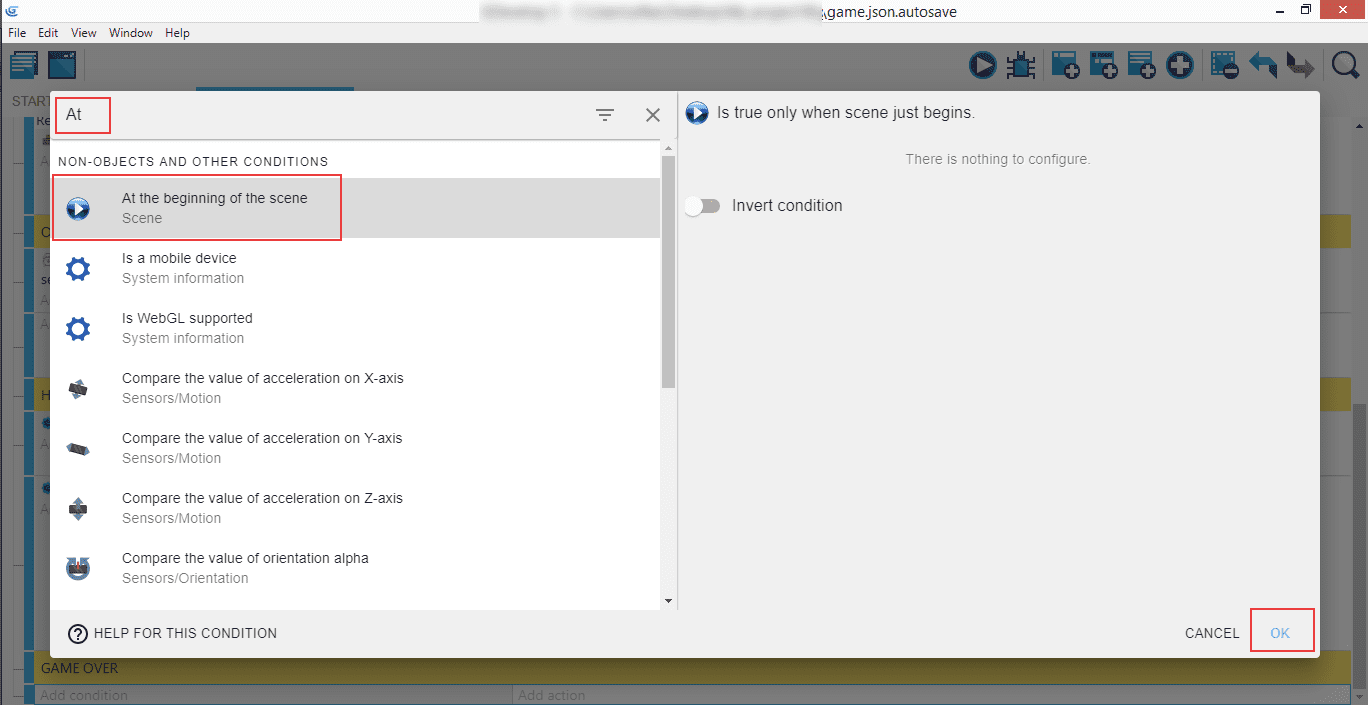 \game.json.autosave
File Edit View Window Help
START
At
Is true only when scene just begins.
Re
NON-OBJECTS AND OTHER CONDITIONS
There is nothing to configure.
At the beginning of the scene
Scene
Invert condition
Is a mobile device
System information
Is WebGL supported
System information
Compare the value of acceleration on X-axis
Sensors/Motion
Compare the value of acceleration on Y-axis
Sensors/Motion
Compare the value of acceleration on Z-axis
Sensors/Motion
Compare the value of orientation alpha
Sensors/Orientation
? HELP FOR THIS CONDITION
CANCEL OK
GAME OVER
Add condition
Add action